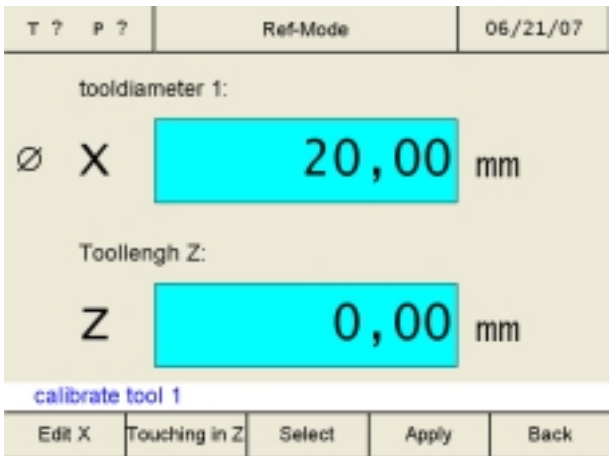 T ? P ? Ref-Mode 06/21/07
tooldiameter 1:
Ø X 20,00 mm
Toollengh Z:
Z 0,00 mm
calibrate tool 1
Edit X Touching in Z Select Apply Back